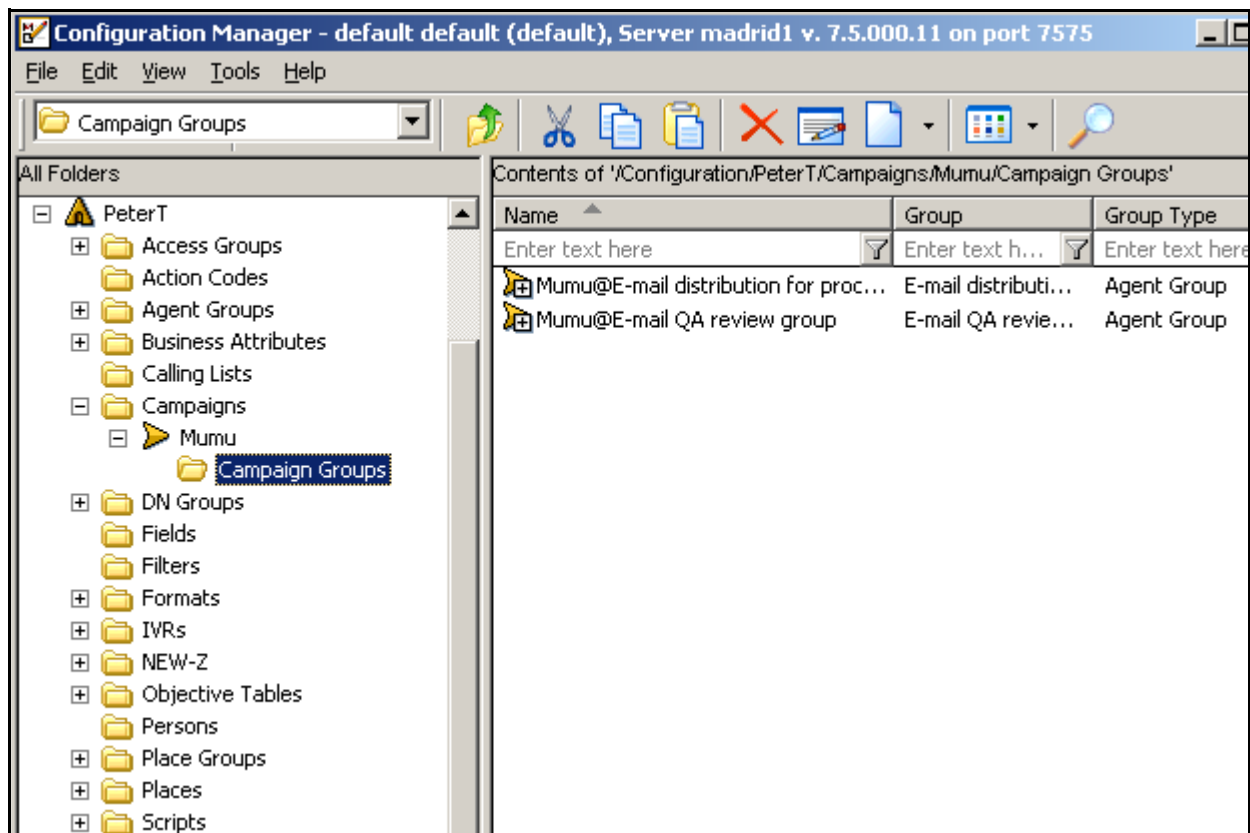 Configuration Manager - default default (default), Server madrid1 v. 7.5.000.11 on port 7575
File Edit View Tools Help
Campaign Groups
All Folders
PeterT
Access Groups
Action Codes
Agent Groups
Business Attributes
Calling Lists
Campaigns
Mumu
Campaign Groups
DN Groups
Fields
Filters
Formats
IVRs
NEW-Z
Objective Tables
Persons
Place Groups
Places
Scripts
Contents of '/Configuration/PeterT/Campaigns/Mumu/Campaign Groups'
Name Group Group Type
Enter text here Enter text h... Enter text here
Mumu@E-mail distribution for proc... E-mail distributi... Agent Group
Mumu@E-mail QA review group E-mail QA revie... Agent Group